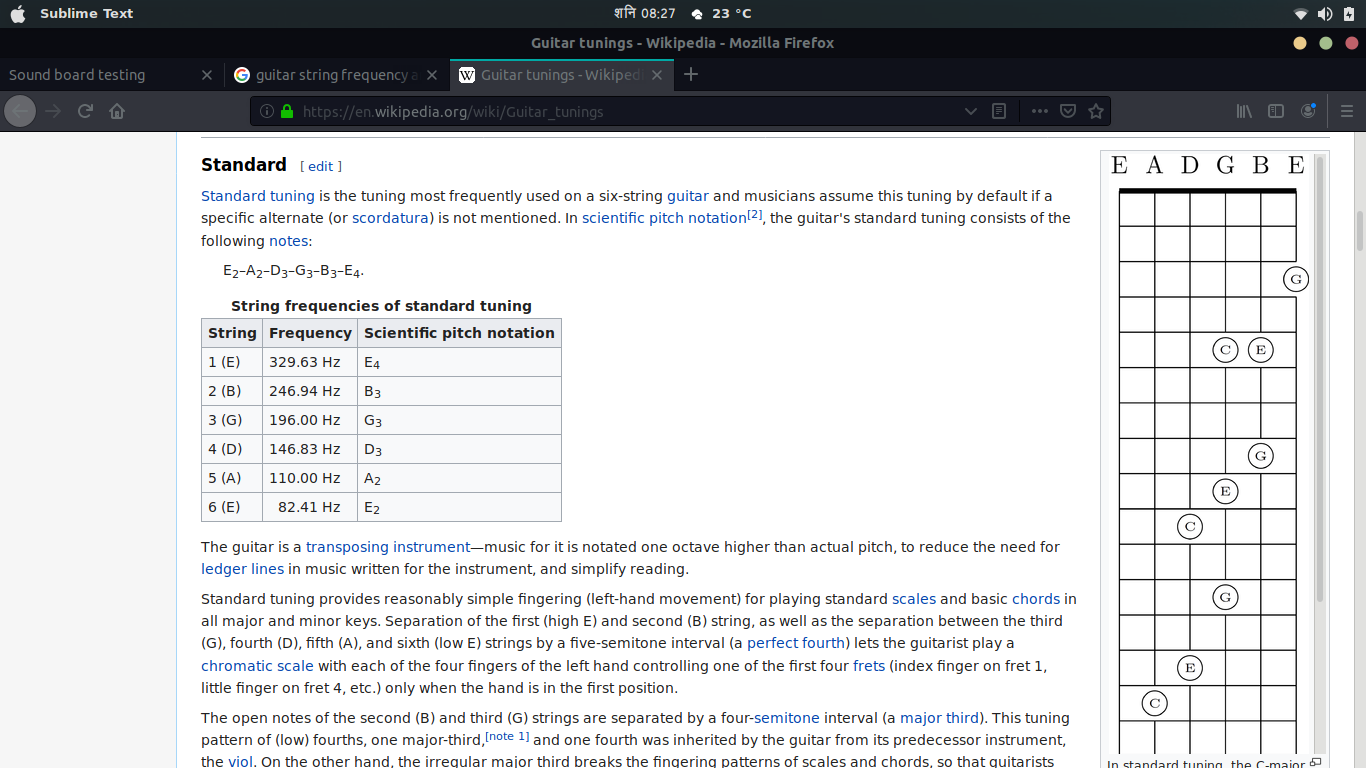 Sublime Text
शनि 08:27 23 °C
Guitar tunings - Wikipedia - Mozilla Firefox
Sound board testing
guitar string frequency a
Guitar tunings - Wikiped
https://en.wikipedia.org/wiki/Guitar_tunings
Standard [ edit ]
Standard tuning is the tuning most frequently used on a six-string guitar and musicians assume this tuning by default if a
specific alternate (or scordatura) is not mentioned. In scientific pitch notation[2], the guitar's standard tuning consists of the
following notes:
E2–A2–D3–G3–B3–E4.
String frequencies of standard tuning
String Frequency Scientific pitch notation
1 (E) 329.63 Hz E4
2 (B) 246.94 Hz B3
3 (G) 196.00 Hz G3
4 (D) 146.83 Hz D3
5 (A) 110.00 Hz A2
6 (E) 82.41 Hz E2
The guitar is a transposing instrument—music for it is notated one octave higher than actual pitch, to reduce the need for
ledger lines in music written for the instrument, and simplify reading.
Standard tuning provides reasonably simple fingering (left-hand movement) for playing standard scales and basic chords in
all major and minor keys. Separation of the first (high E) and second (B) string, as well as the separation between the third
(G), fourth (D), fifth (A), and sixth (low E) strings by a five-semitone interval (a perfect fourth) lets the guitarist play a
chromatic scale with each of the four fingers of the left hand controlling one of the first four frets (index finger on fret 1,
little finger on fret 4, etc.) only when the hand is in the first position.
The open notes of the second (B) and third (G) strings are separated by a four-semitone interval (a major third). This tuning
pattern of (low) fourths, one major-third,[note 1] and one fourth was inherited by the guitar from its predecessor instrument,
the viol. On the other hand, the irregular major third breaks the fingering patterns of scales and chords, so that guitarists
E A D G B E
G
C E
G
E
C
G
E
C
In standard tuning, the C-major